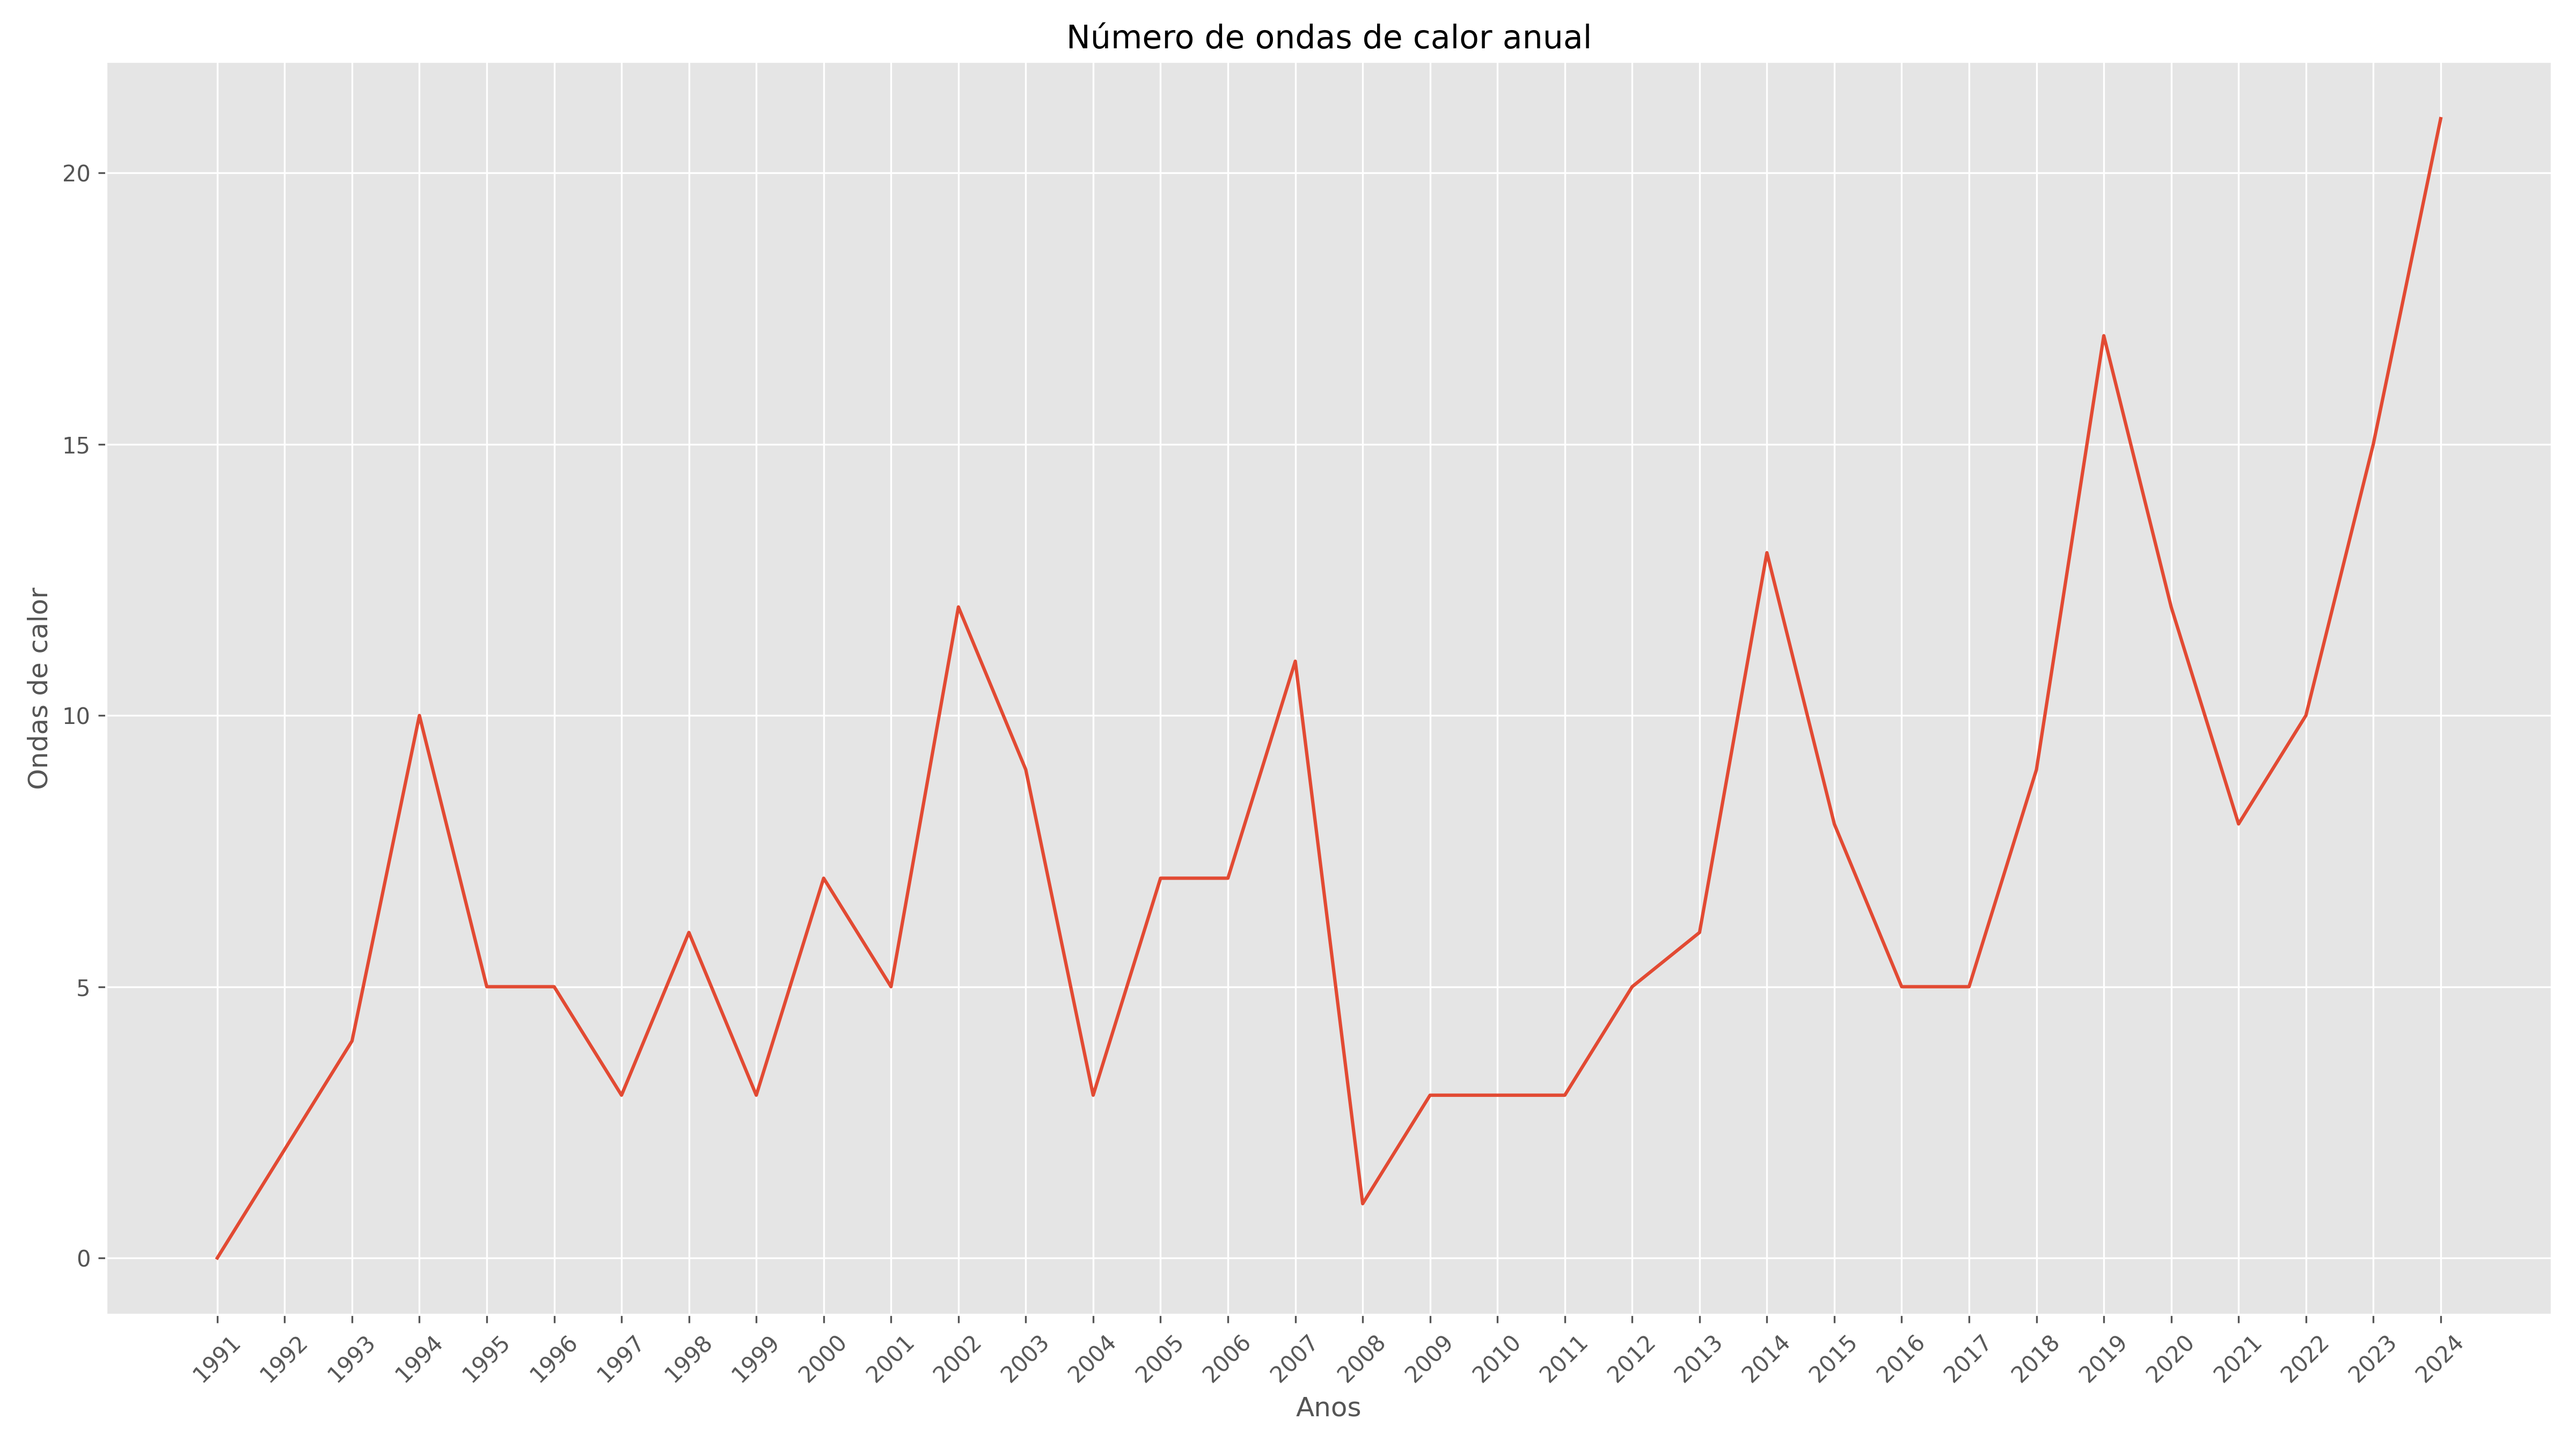 Número de ondas de calor anual
Ondas de calor
20
15
10
5
0
1991 1992 1993 1994 1995 1996 1997 1998 1999 2000 2001 2002 2003 2004 2005 2006 2007 2008 2009 2010 2011 2012 2013 2014 2015 2016 2017 2018 2019 2020 2021 2022 2023 2024
Anos